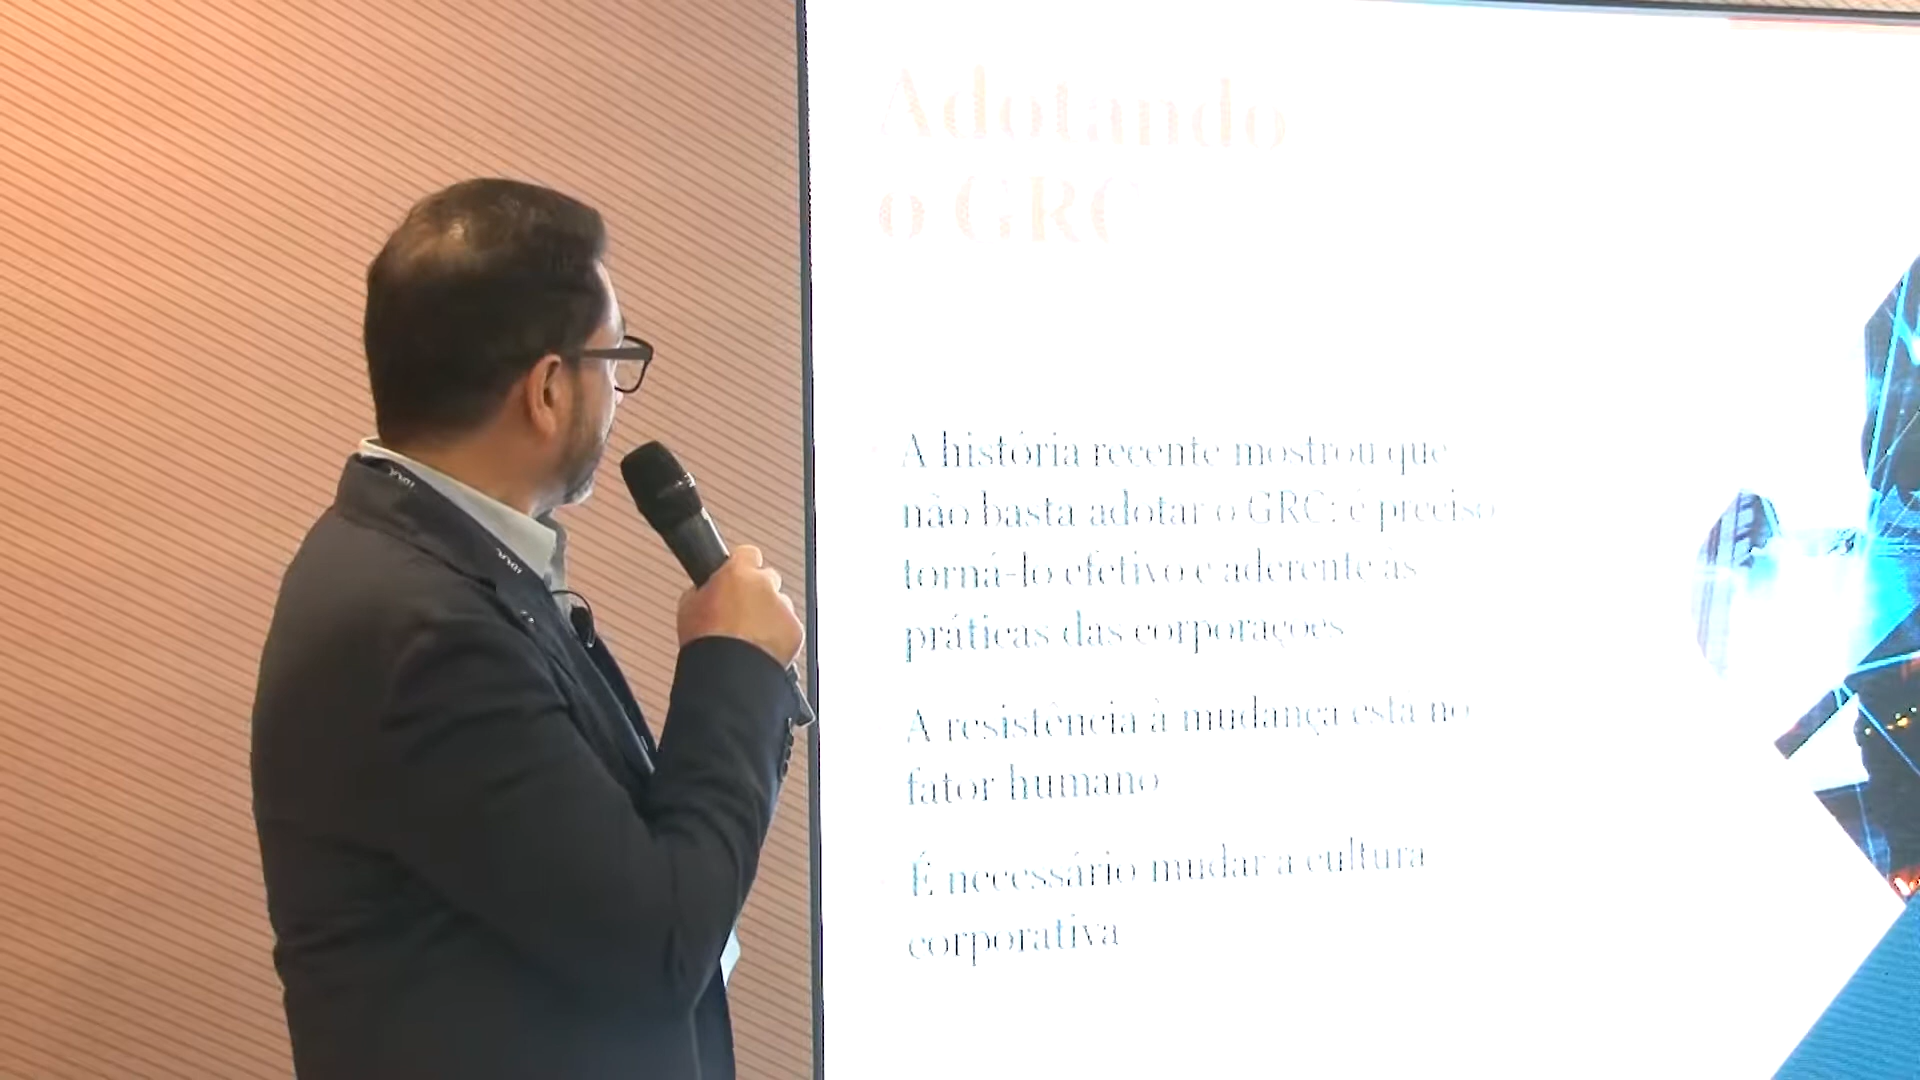 Adotando
o GRC
A história recente mostrou que
não basta adotar o GRC: é preciso
torná-lo efetivo e aderente às
práticas das corporações
A resistência à mudança está no
fator humano
É necessário mudar a cultura
corporativa